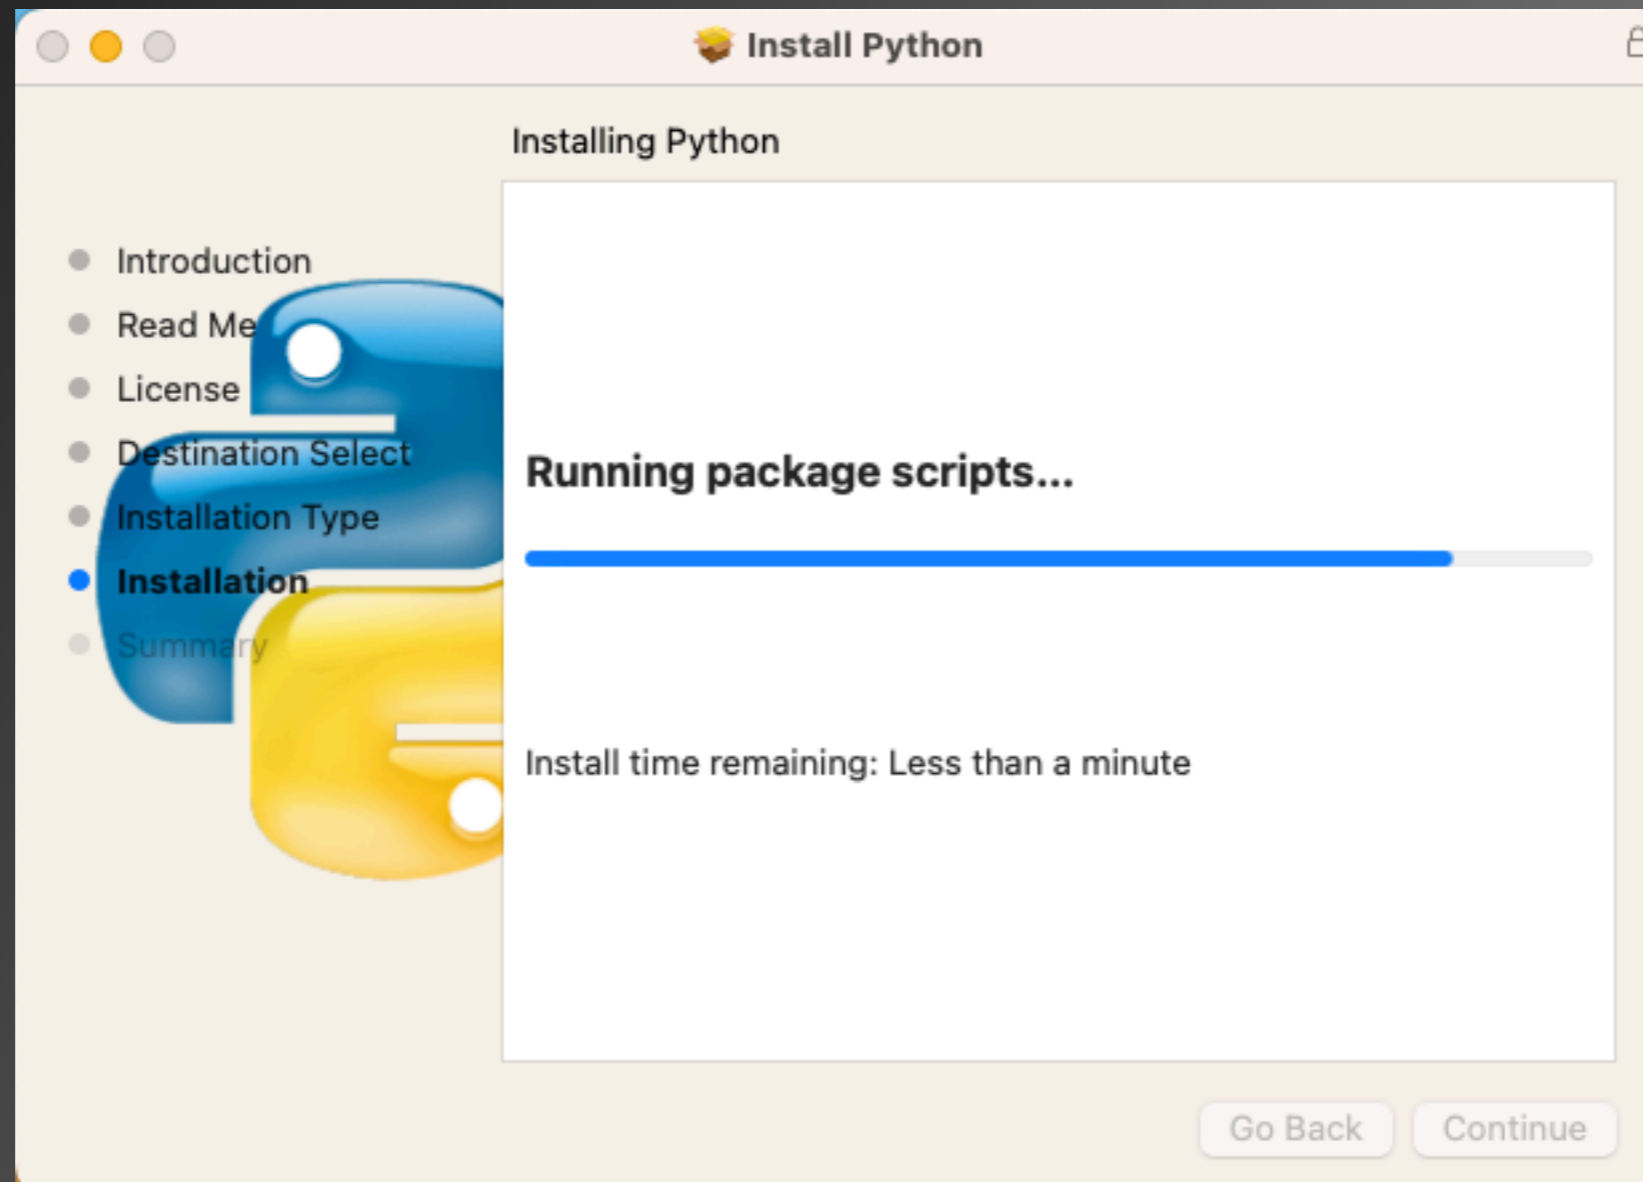 Install Python
Installing Python
Introduction
Read Me
License
Destination Select
Installation Type
Installation
Summary
Running package scripts...
Install time remaining: Less than a minute
Go Back
Continue